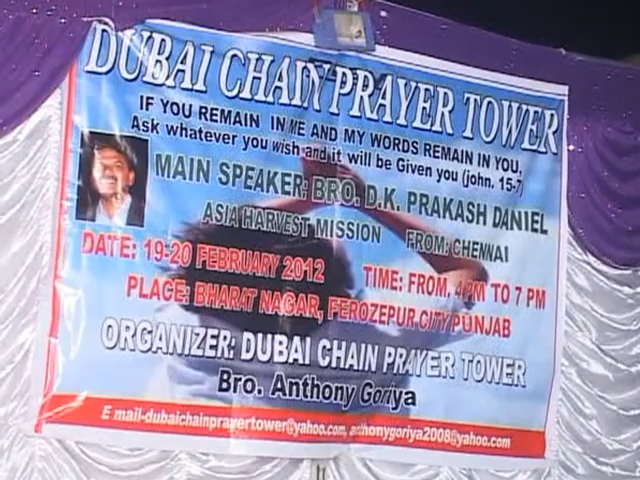 DUBAI CHAIN PRAYER TOWER
IF YOU REMAIN IN ME AND MY WORDS REMAIN IN YOU,
Ask whatever you wish and it will be Given you (john. 15-7)
MAIN SPEAKER: BRO. D.K. PRAKASH DANIEL
ASIA HARVEST MISSION FROM: CHENNAI
DATE: 19-20 FEBRUARY 2012 TIME: FROM, 4 PM TO 7 PM
PLACE: BHARAT NAGAR, FEROZEPUR CITY PUNJAB
ORGANIZER: DUBAI CHAIN PRAYER TOWER
Bro. Anthony Goriya
E mail-dubaichainprayertower@yahoo.com, anthonygoriya2008@yahoo.com